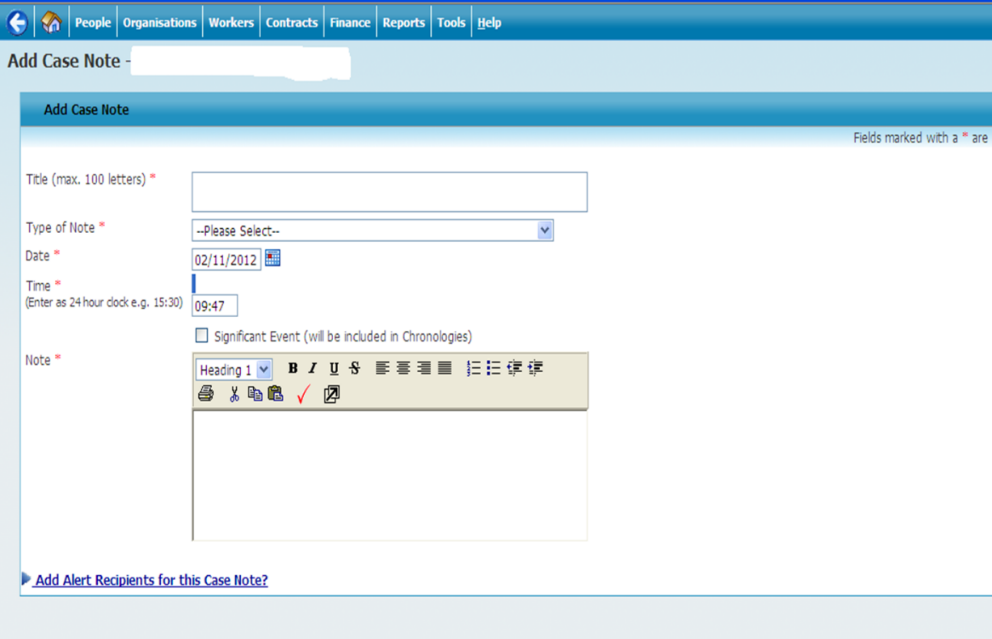 People Organisations Workers Contracts Finance Reports Tools Help
Add Case Note -
Add Case Note
Fields marked with a * are
Title (max. 100 letters) *
Type of Note * --Please Select--
Date * 02/11/2012
Time *
(Enter as 24 hour clock e.g. 15:30) 09:47
Significant Event (will be included in Chronologies)
Note *
Heading 1 B I U S
Add Alert Recipients for this Case Note?